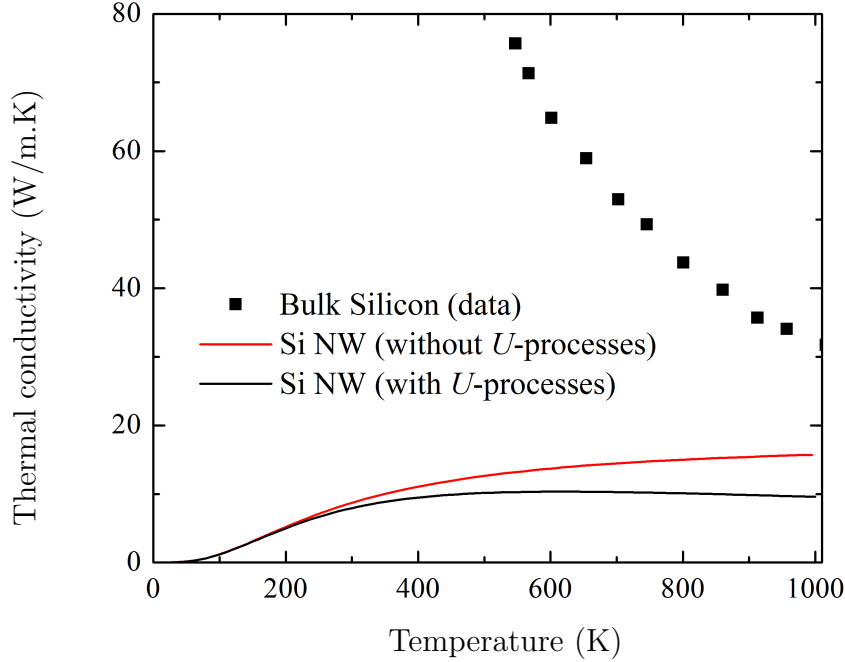 Thermal conductivity (W/m.K)
80
60
40
20
0
Bulk Silicon (data)
Si NW (without U-processes)
Si NW (with U-processes)
0 200 400 600 800 1000
Temperature (K)